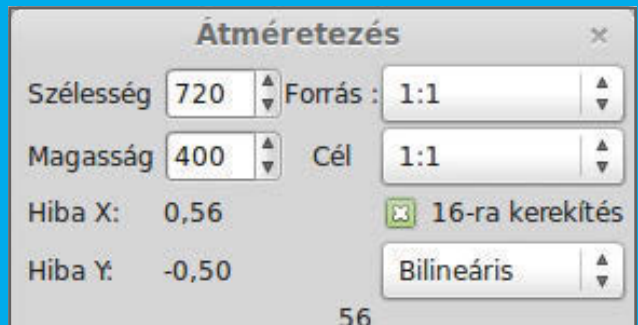 Átméretezés
Szélesség 720 Forrás : 1:1
Magasság 400 Cél 1:1
Hiba X: 0,56 16-ra kerekítés
Hiba Y: -0,50 Bilineáris
56